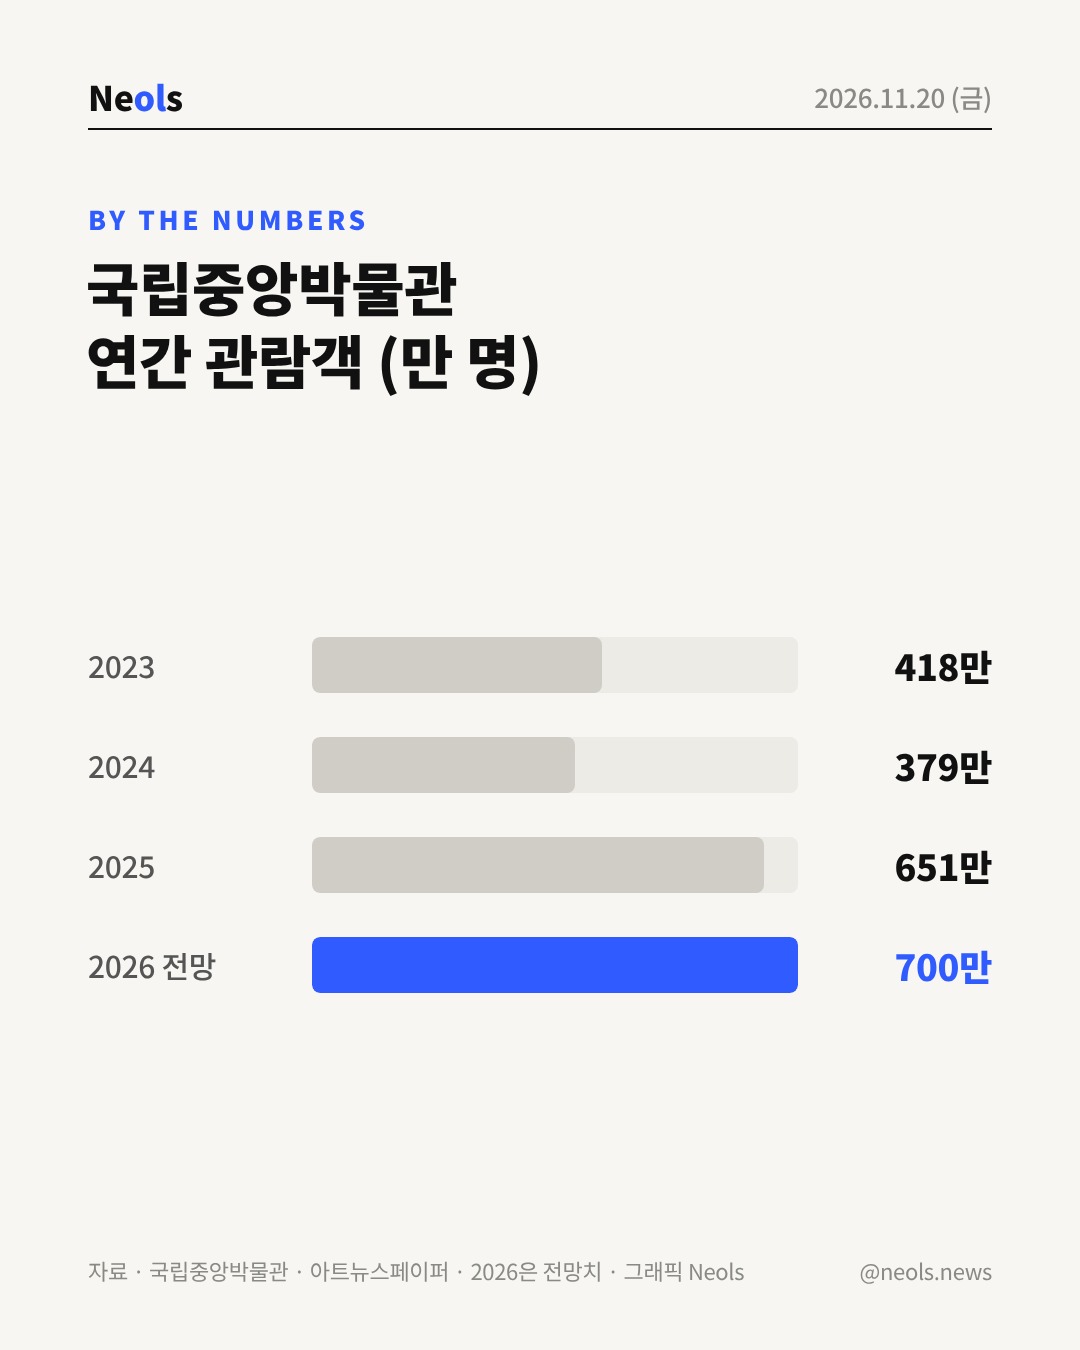 Neols
2026.11.20 (금)
BY THE NUMBERS
국립중앙박물관
연간 관람객 (만 명)
2023 418만
2024 379만
2025 651만
2026 전망 700만
자료 · 국립중앙박물관 · 아트뉴스페이퍼 · 2026은 전망치 · 그래픽 Neols
@neols.news